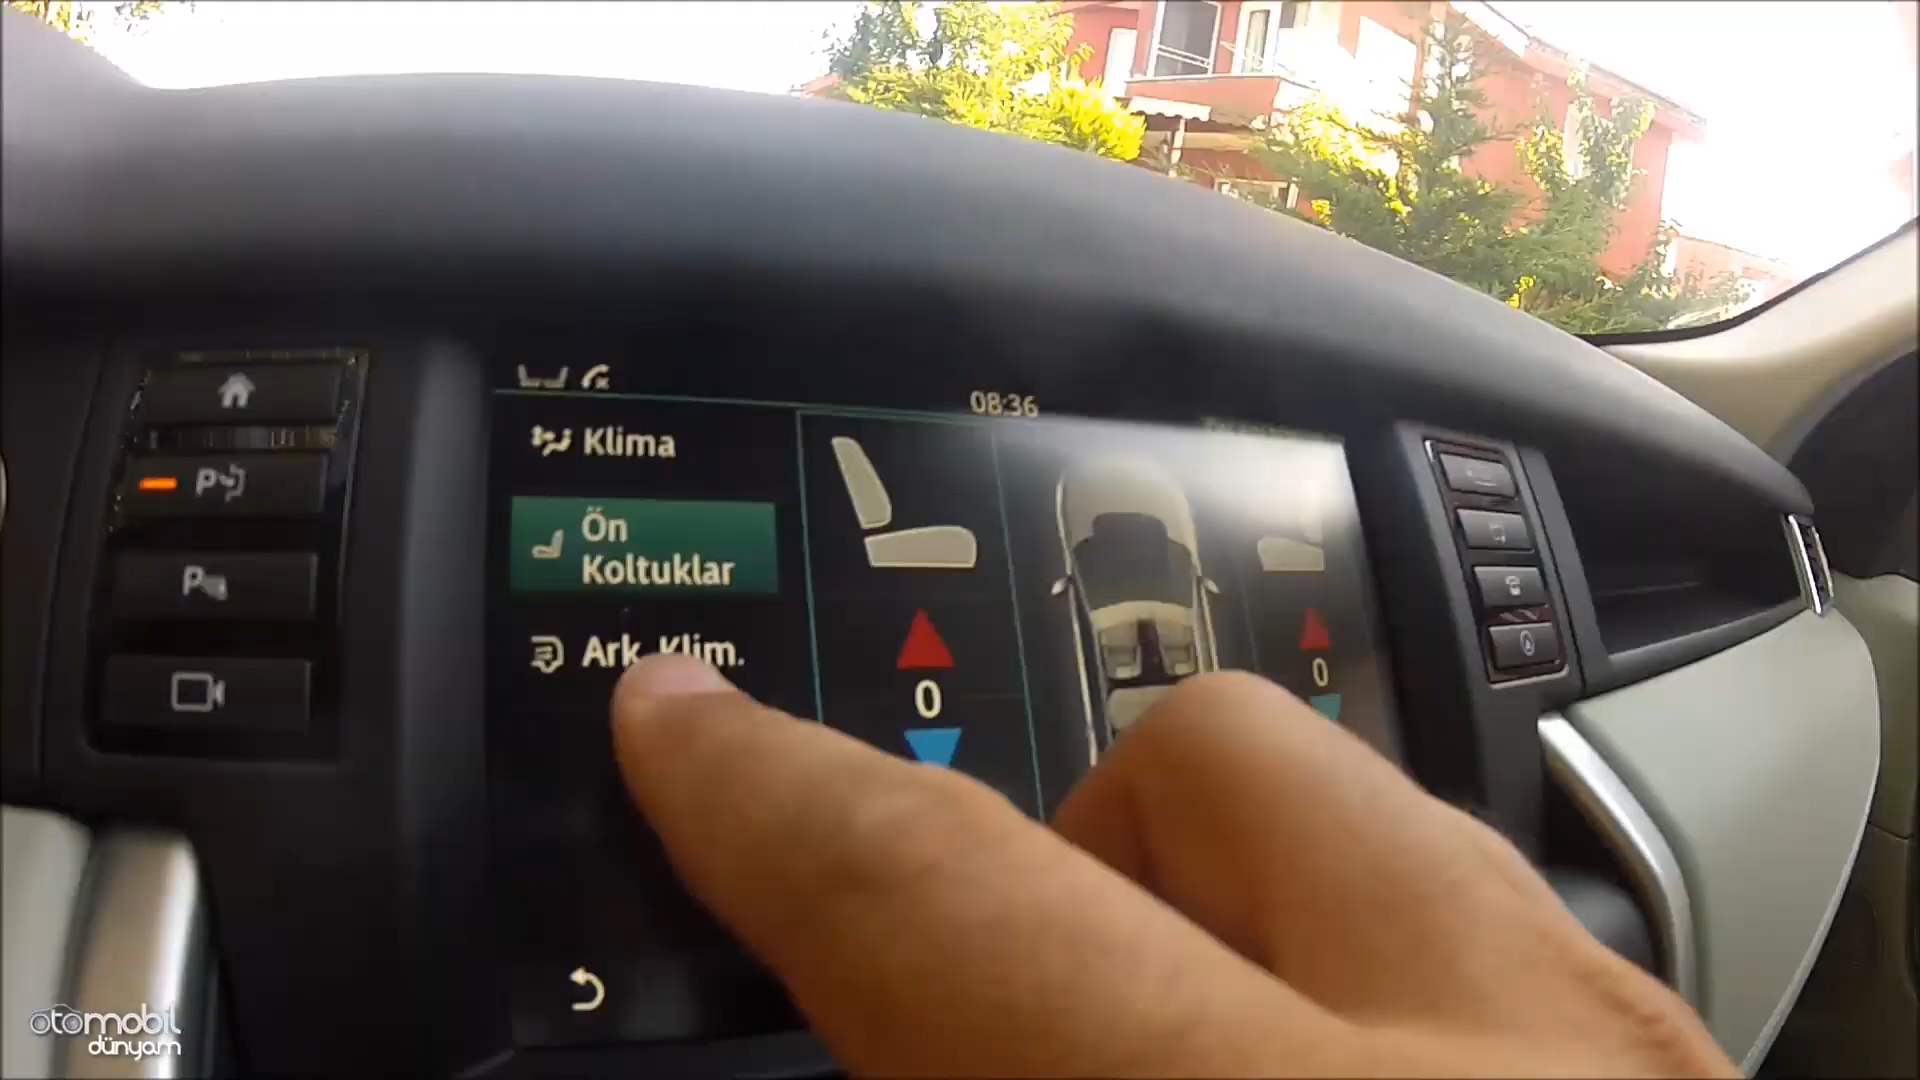 08:36
Klima
Ön
Koltuklar
Ark. Klim.
0
0
P
P
otomobil
dünyam